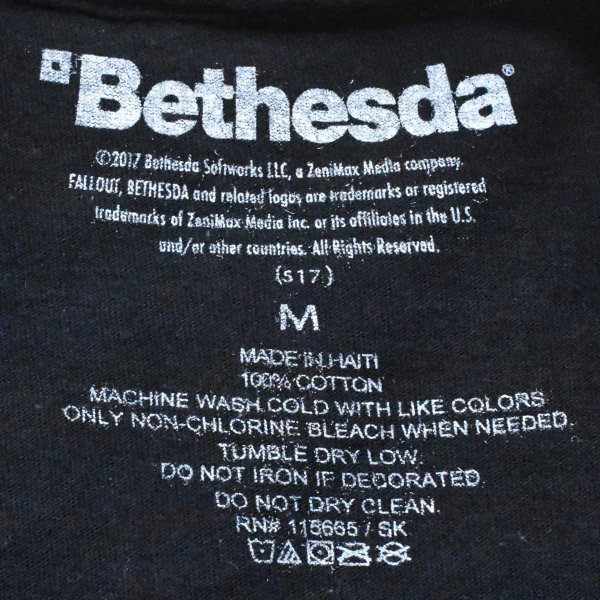 Bethesda®
©2017 Bethesda Softworks LLC, a ZeniMax Media company.
FALLOUT, BETHESDA and related logos are trademarks or registered
trademarks of ZeniMax Media Inc. or its affiliates in the U.S.
and/or other countries. All Rights Reserved.
(S17)
M
MADE IN HAITI
100% COTTON
MACHINE WASH COLD WITH LIKE COLORS
ONLY NON-CHLORINE BLEACH WHEN NEEDED.
TUMBLE DRY LOW.
DO NOT IRON IF DECORATED
DO NOT DRY CLEAN.
RN# 115665 / SK